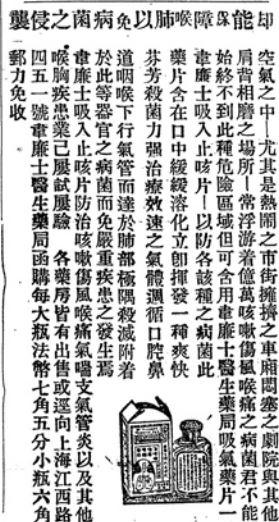 即能保障喉肺以免病菌之侵襲
空氣之中—尤其是熱鬧之市街擁擠之車廂悶塞之劇院與其他
肩背相磨之場所—常浮游着億萬咳嗽傷風喉痛之病菌君不能
始終不到此種危險區域但可含用韋廉士醫生藥局吸氣藥片—
韋廉士吸入止咳片—以防各該種之病菌此
藥片含在口中緩緩溶化立卽揮發一種爽快
芬芳殺菌力强治療效速之氣體週循口腔鼻
道咽喉下行氣管而達於肺部極隅殺滅附着
於此等器官之病菌而免嚴重疾患之發生焉
韋廉士吸入止咳片防治咳嗽傷風喉痛氣喘支氣管炎以及其他
喉胸疾患業已屢試屢驗　各藥房皆有出售或逕向上海江西路
四五一號韋廉士醫生藥局函購每大瓶法幣七角五分小瓶六角
郵力免收